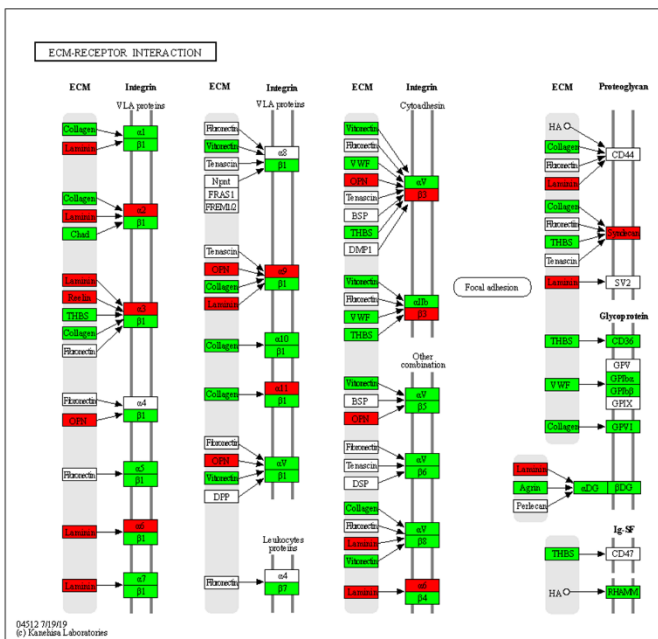 ECM-RECEPTOR INTERACTION
ECM
Integrin
VLA proteins
Collagen
Laminin
α1
β1
Collagen
Laminin
Chad
α2
β1
Laminin
Reelin
THBS
Collagen
Fibronectin
α3
β1
Fibronectin
OPN
α4
β1
Fibronectin
α5
β1
Laminin
α6
β1
Laminin
α7
β1
ECM
Integrin
VLA proteins
Fibronectin
Vitronectin
Tenascin
Npnt
FRAS1
FREM1/2
α8
β1
Tenascin
OPN
Collagen
Laminin
α9
β1
Collagen
α10
β1
Collagen
α11
β1
Fibronectin
OPN
Vitronectin
DPP
αV
β1
Leukocytes
proteins
Fibronectin
α4
β7
ECM
Integrin
Cytoadhesin
Vitronectin
Fibronectin
VWF
OPN
Tenascin
BSP
THBS
DMP1
αV
β3
Vitronectin
Fibronectin
VWF
THBS
αIIb
β3
Other
combination
Vitronectin
BSP
OPN
αV
β5
Fibronectin
Tenascin
DSP
αV
β6
Collagen
Fibronectin
Laminin
Vitronectin
αV
β8
Laminin
α6
β4
Focal adhesion
ECM
Proteoglycan
HA
Collagen
Fibronectin
Laminin
CD44
Collagen
Fibronectin
THBS
Tenascin
Syndecan
Laminin
SV2
Glycoprotein
THBS
CD36
VWF
GPV
GPIbα
GPIbβ
GPIX
Collagen
GPVI
Laminin
Agrin
Perlecan
αDG
βDG
Ig-SF
THBS
CD47
HA
RHAMM
04512 7/19/19
(c) Kanehisa Laboratories